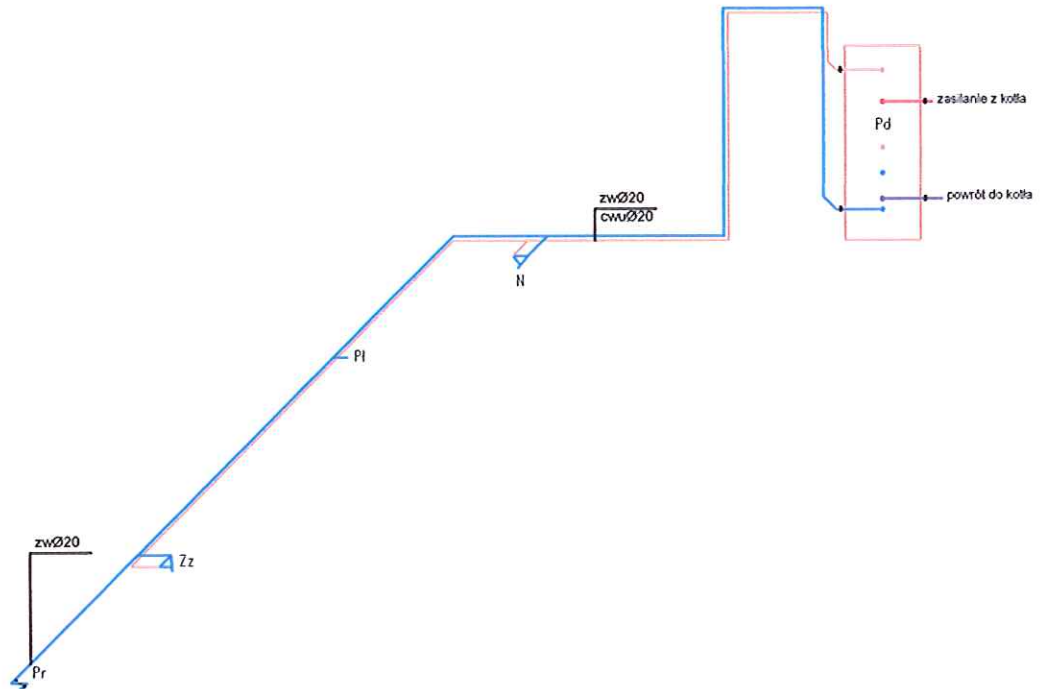 zasilanie z kotła
Pd
powrót do kotła
zwØ20
cwuØ20
N
Pł
zwØ20
Zz
Pr